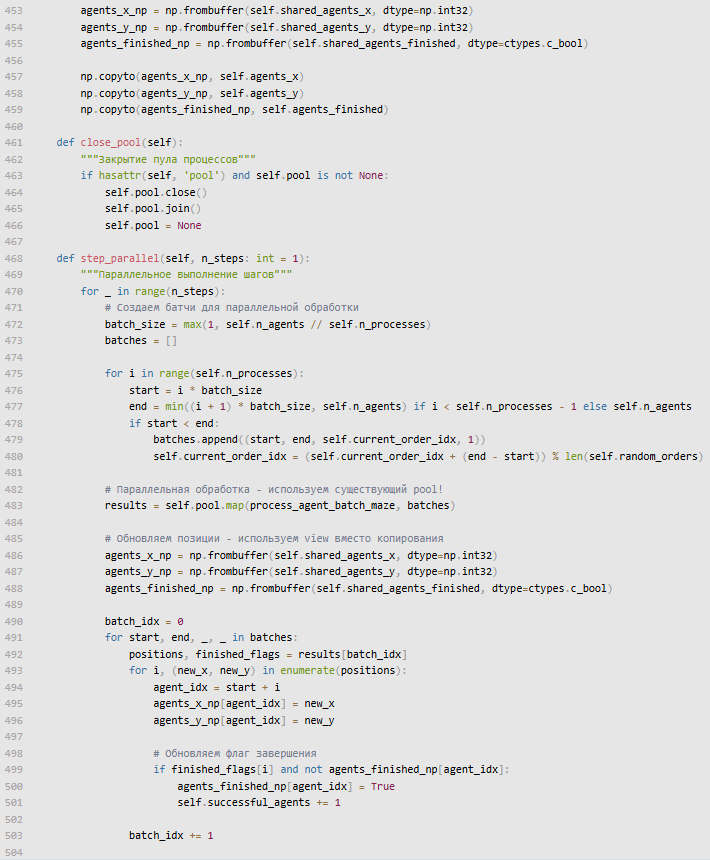 453        agents_x_np = np.frombuffer(self.shared_agents_x, dtype=np.int32)
454        agents_y_np = np.frombuffer(self.shared_agents_y, dtype=np.int32)
455        agents_finished_np = np.frombuffer(self.shared_agents_finished, dtype=ctypes.c_bool)
456
457        np.copyto(agents_x_np, self.agents_x)
458        np.copyto(agents_y_np, self.agents_y)
459        np.copyto(agents_finished_np, self.agents_finished)
460
461    def close_pool(self):
462        """Закрытие пула процессов"""
463        if hasattr(self, 'pool') and self.pool is not None:
464            self.pool.close()
465            self.pool.join()
466            self.pool = None
467
468    def step_parallel(self, n_steps: int = 1):
469        """Параллельное выполнение шагов"""
470        for _ in range(n_steps):
471            # Создаем батчи для параллельной обработки
472            batch_size = max(1, self.n_agents // self.n_processes)
473            batches = []
474
475            for i in range(self.n_processes):
476                start = i * batch_size
477                end = min((i + 1) * batch_size, self.n_agents) if i < self.n_processes - 1 else self.n_agents
478                if start < end:
479                    batches.append((start, end, self.current_order_idx, 1))
480                    self.current_order_idx = (self.current_order_idx + (end - start)) % len(self.random_orders)
481
482            # Параллельная обработка - используем существующий pool!
483            results = self.pool.map(process_agent_batch_maze, batches)
484
485            # Обновляем позиции - используем view вместо копирования
486            agents_x_np = np.frombuffer(self.shared_agents_x, dtype=np.int32)
487            agents_y_np = np.frombuffer(self.shared_agents_y, dtype=np.int32)
488            agents_finished_np = np.frombuffer(self.shared_agents_finished, dtype=ctypes.c_bool)
489
490            batch_idx = 0
491            for start, end, _, _ in batches:
492                positions, finished_flags = results[batch_idx]
493                for i, (new_x, new_y) in enumerate(positions):
494                    agent_idx = start + i
495                    agents_x_np[agent_idx] = new_x
496                    agents_y_np[agent_idx] = new_y
497
498                    # Обновляем флаг завершения
499                    if finished_flags[i] and not agents_finished_np[agent_idx]:
500                        agents_finished_np[agent_idx] = True
501                        self.successful_agents += 1
502
503                batch_idx += 1
504